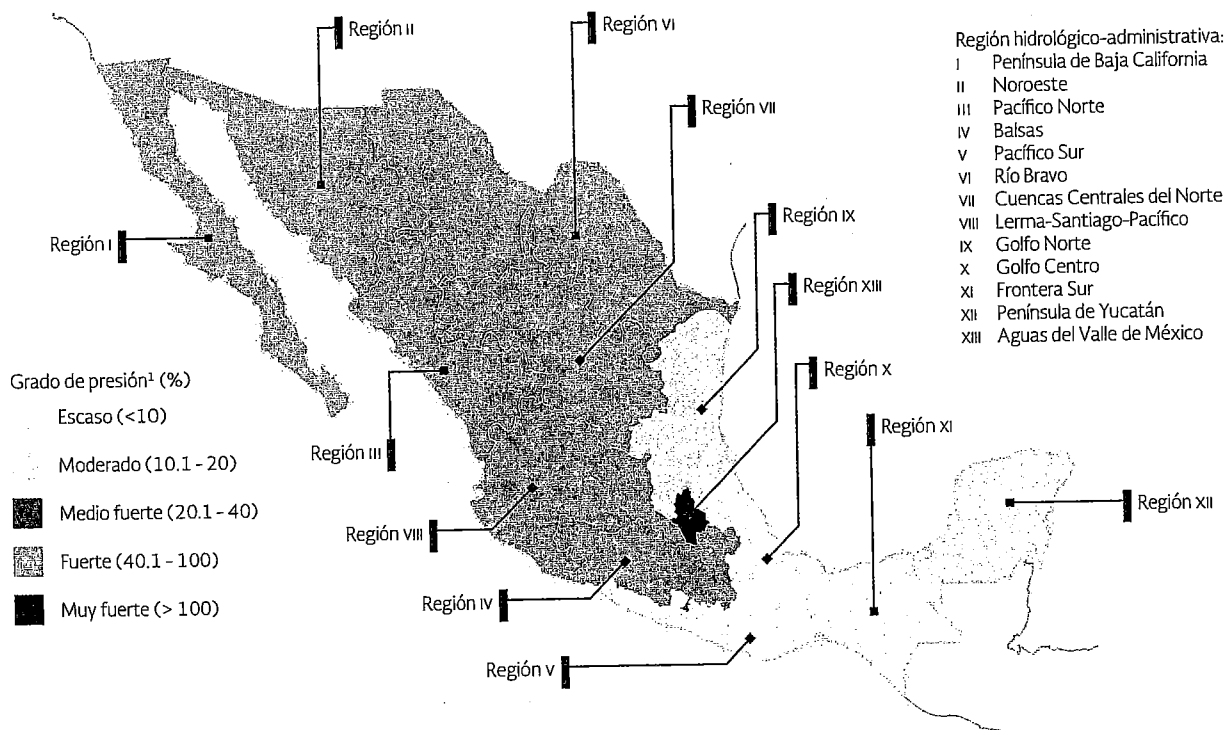 Región II
Región VI
Región VII
Región I
Región IX
Región XIII
Región III
Región X
Región XI
Región XII
Región VIII
Región IV
Región V
Región hidrológico-administrativa:
I Península de Baja California
II Noroeste
III Pacífico Norte
IV Balsas
V Pacífico Sur
VI Río Bravo
VII Cuencas Centrales del Norte
VIII Lerma-Santiago-Pacífico
IX Golfo Norte
X Golfo Centro
XI Frontera Sur
XII Península de Yucatán
XIII Aguas del Valle de México
Grado de presión¹ (%)
Escaso (<10)
Moderado (10.1 - 20)
Medio fuerte (20.1 - 40)
Fuerte (40.1 - 100)
Muy fuerte (> 100)